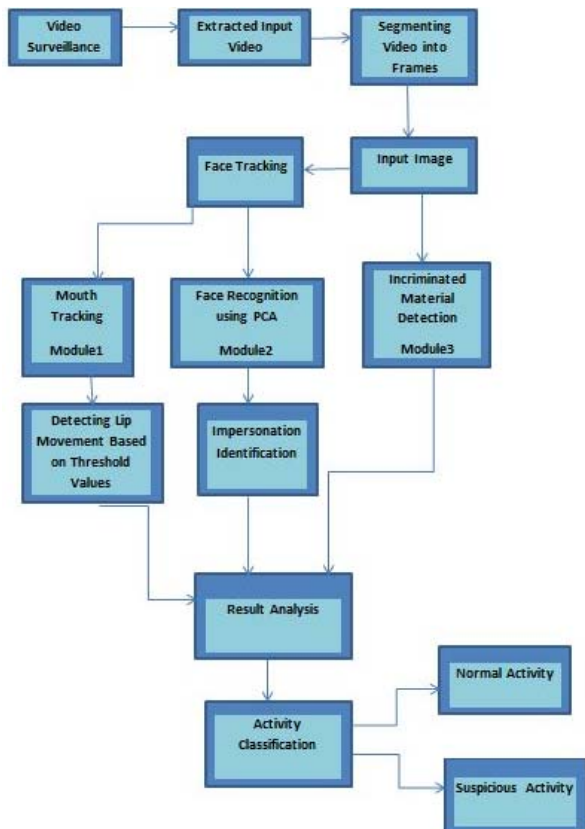 Video
Surveillance
Extracted Input
Video
Segmenting
Video into
Frames
Face Tracking
Input Image
Mouth
Tracking
Module1
Face Recognition
using PCA
Module2
Incriminated
Material
Detection
Module3
Detecting Lip
Movement Based
on Threshold
Values
Impersonation
Identification
Result Analysis
Activity
Classification
Normal Activity
Suspicious Activity